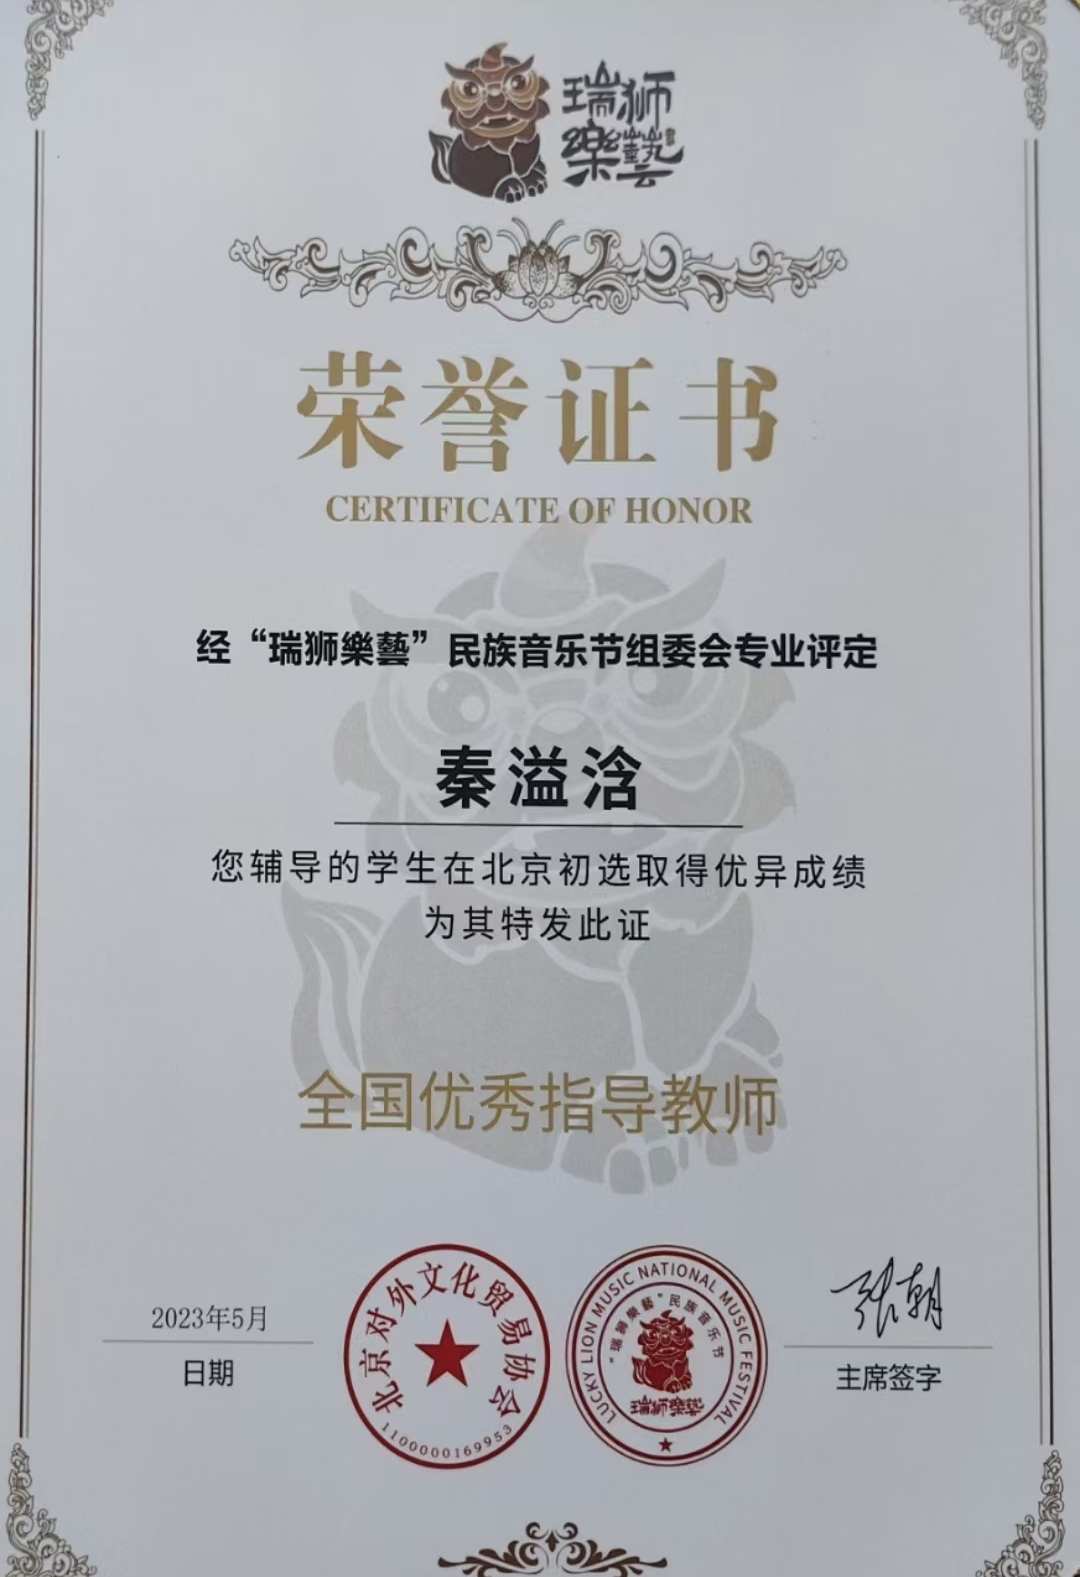 瑞狮
樂藝
荣誉证书
CERTIFICATE OF HONOR
经“瑞狮樂藝”民族音乐节组委会专业评定
秦溢浛
您辅导的学生在北京初选取得优异成绩
为其特发此证
全国优秀指导教师
2023年5月
日期
北京对外文化贸易协会
1100000169953
LUCKY LION MUSIC NATIONAL MUSIC FESTIVAL
“瑞狮樂藝”民族音乐节
瑞狮樂藝
张朝
主席签字